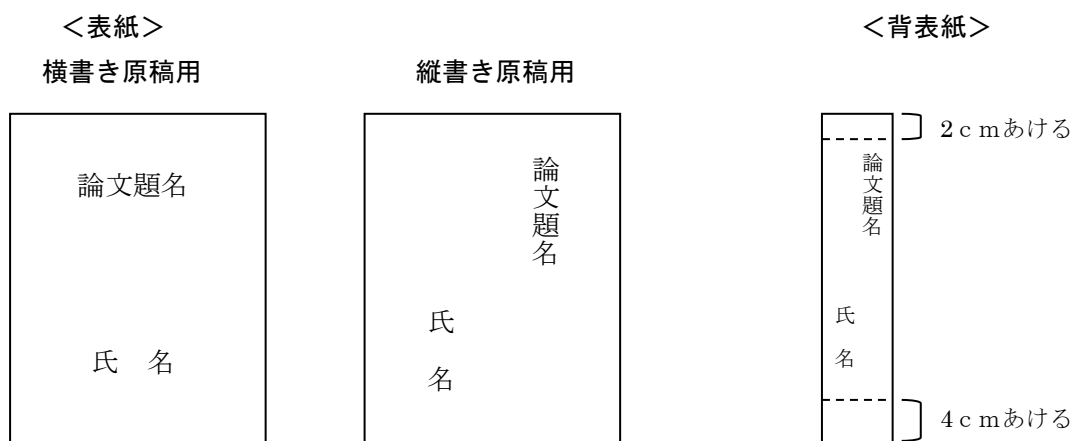 ＜表紙＞
横書き原稿用
論文題名
氏　名
縦書き原稿用
論文題名
氏　名
＜背表紙＞
2ｃｍあける
論文題名
氏　名
4ｃｍあける